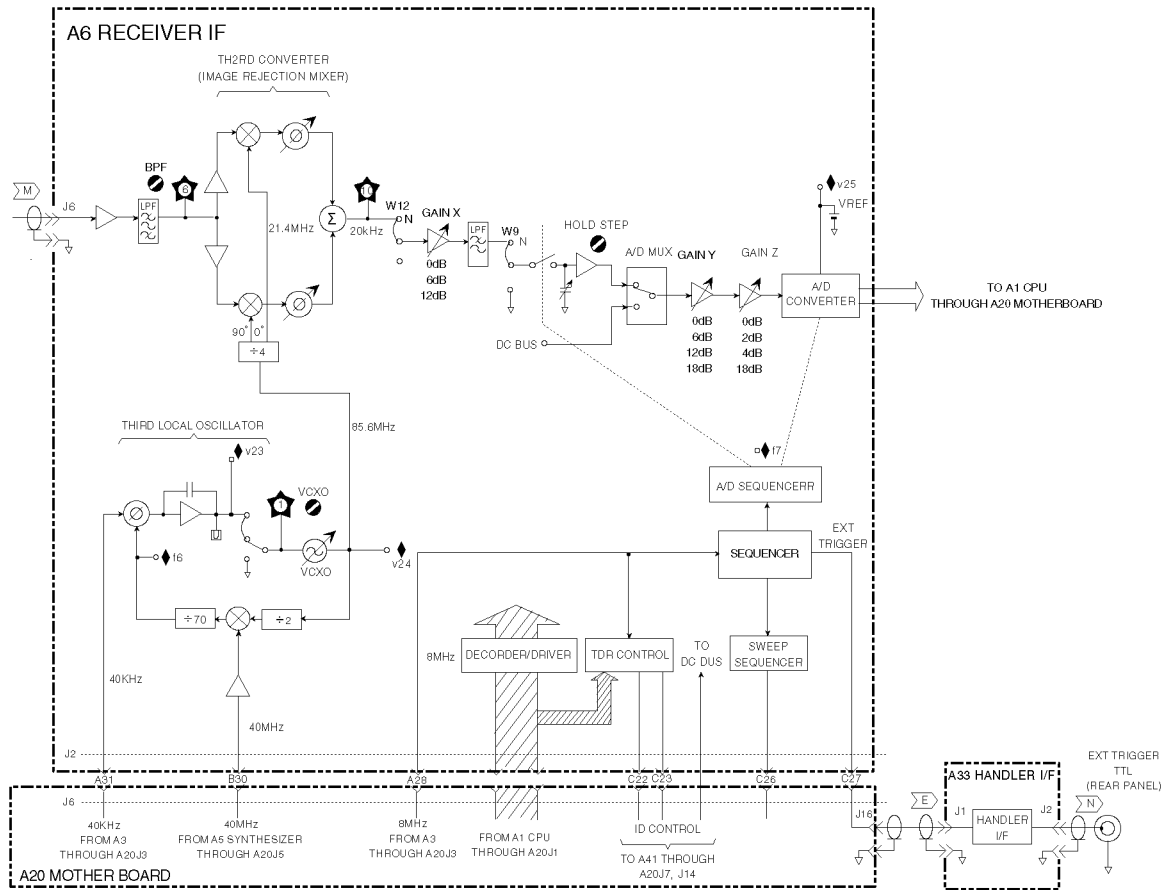 A6 RECEIVER IF
TH2RD CONVERTER
(IMAGE REJECTION MIXER)
BPF
6
M
J6
LPF
21.4MHz
Σ
10
20kHz
W12
N
GAIN X
0dB
6dB
12dB
LPF
W9
N
HOLD STEP
A/D MUX
GAIN Y
0dB
6dB
12dB
18dB
GAIN Z
0dB
2dB
4dB
18dB
v25
VREF
A/D
CONVERTER
TO A1 CPU
THROUGH A20 MOTHERBOARD
DC BUS
90°
0°
÷4
85.6MHz
THIRD LOCAL OSCILLATOR
v23
1
VCXO
VCXO
v24
f6
÷70
÷2
40KHz
40MHz
f7
A/D SEQUENCERR
SEQUENCER
EXT
TRIGGER
8MHz
DECORDER/DRIVER
TDR CONTROL
TO
DC DUS
SWEEP
SEQUENCER
J2
A31
B30
A28
C22
C23
C26
C27
J6
40KHz
FROM A3
THROUGH A20J3
40MHz
FROM A5 SYNTHESIZER
THROUGH A20J5
8MHz
FROM A3
THROUGH A20J3
FROM A1 CPU
THROUGH A20J1
ID CONTROL
TO A41 THROUGH
A20J7, J14
J16
E
A33 HANDLER I/F
J1
HANDLER
I/F
J2
N
EXT TRIGGER
TTL
(REAR PANEL)
A20 MOTHER BOARD